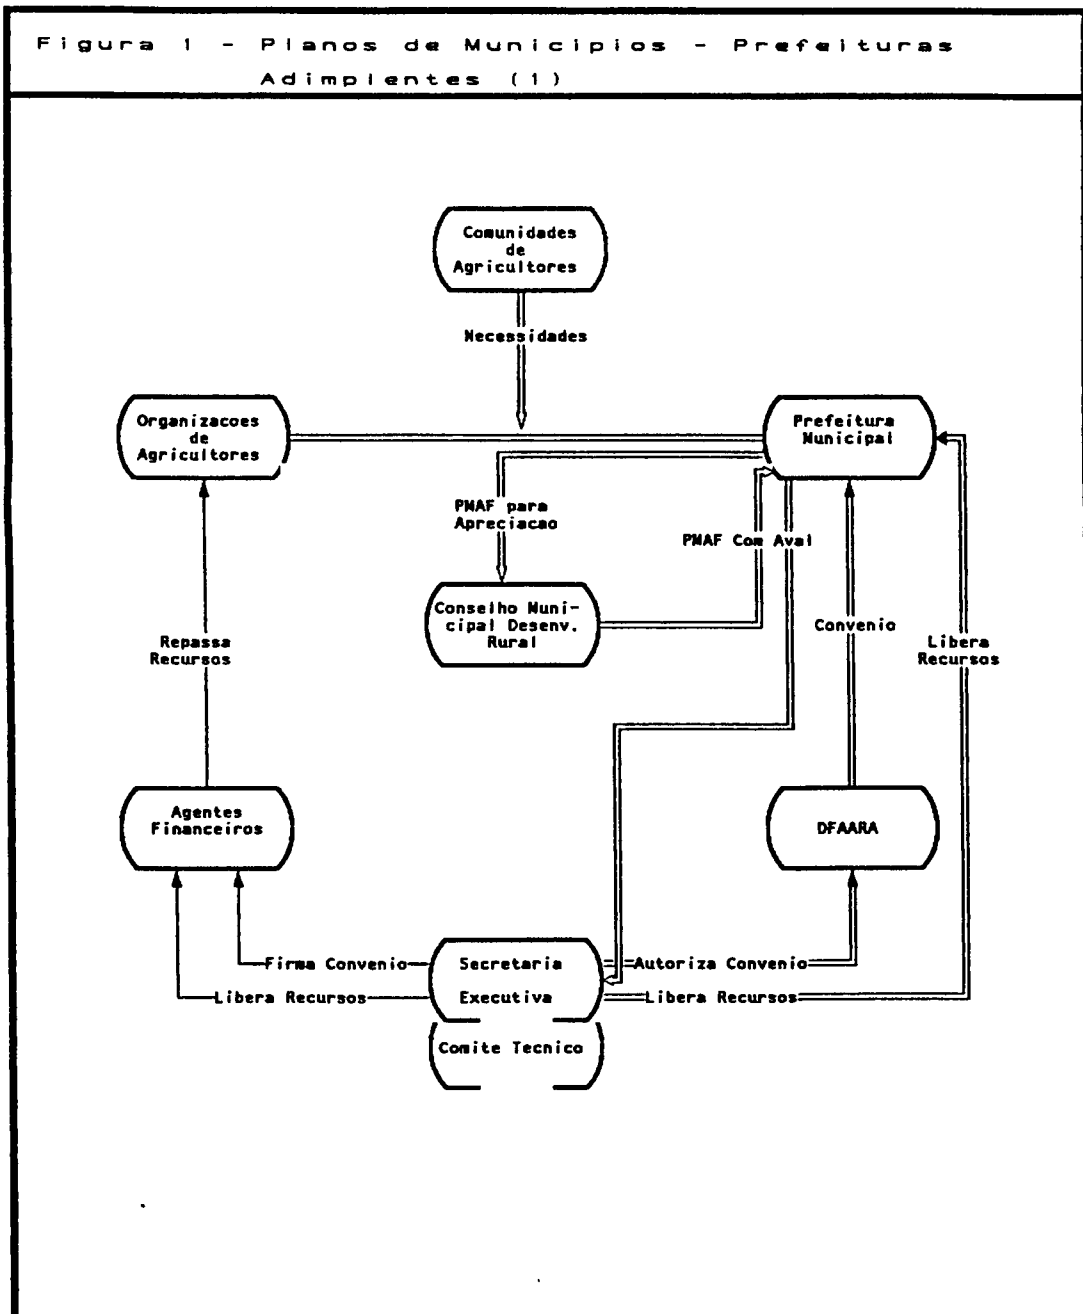 Figura 1 - Planos de Municipios - Prefeituras
Adimplentes (1)
Comunidades
de
Agricultores
Necessidades
Organizacoes
de
Agricultores
Prefeitura
Municipal
PMAF para
Apreciacao
PMAF Com Aval
Conselho Muni-
cipal Desenv.
Rural
Convenio
Libera
Recursos
Repassa
Recursos
Agentes
Financeiros
DFAARA
Firma Convenio
Secretaria
Autoriza Convenio
Libera Recursos
Executiva
Libera Recursos
Comite Tecnico